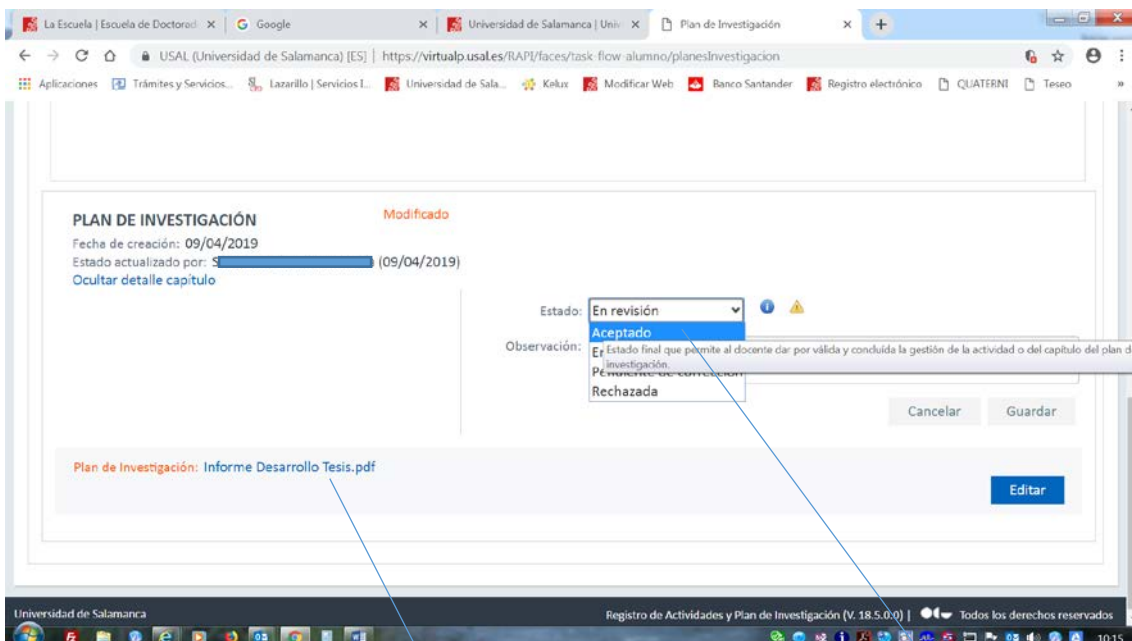 La Escuela | Escuela de Doctorad
Google
Universidad de Salamanca | Univ
Plan de Investigación
USAL (Universidad de Salamanca) [ES] | https://virtualp.usal.es/RAPI/faces/task-flow-alumno/planesInvestigacion
Aplicaciones Trámites y Servicios... Lazarillo | Servicios I... Universidad de Sala... Kelux Modificar Web Banco Santander Registro electrónico QUATERNI Teseo »
PLAN DE INVESTIGACIÓN Modificado
Fecha de creación: 09/04/2019
Estado actualizado por: S (09/04/2019)
Ocultar detalle capítulo
Estado: En revisión
Aceptado
Observación:
Estado final que permite al docente dar por válida y concluída la gestión de la actividad o del capítulo del plan d
investigación.
Pendiente de corrección
Rechazada
Cancelar Guardar
Plan de Investigación: Informe Desarrollo Tesis.pdf
Editar
Universidad de Salamanca Registro de Actividades y Plan de Investigación (V. 18.5.0.0) | Todos los derechos reservados
10:15